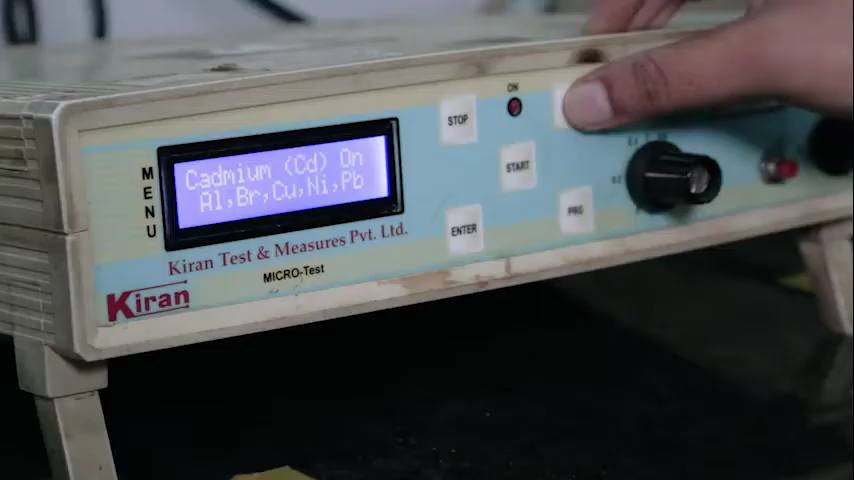 MENU
Cadmium (Cd) On
Al,Br,Cu,Ni,Pb
Kiran Test & Measures Pvt. Ltd.
MICRO-Test
Kiran
STOP
ON
START
ENTER
PRG